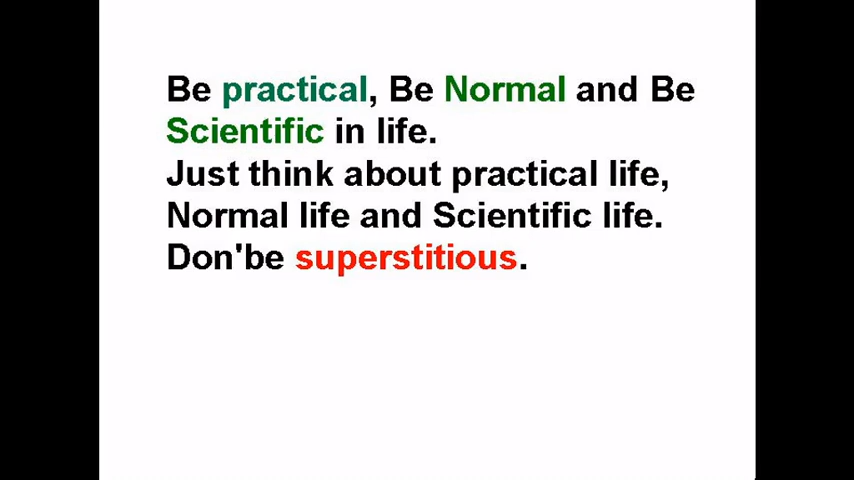 Be practical, Be Normal and Be
Scientific in life.
Just think about practical life,
Normal life and Scientific life.
Don'be superstitious.